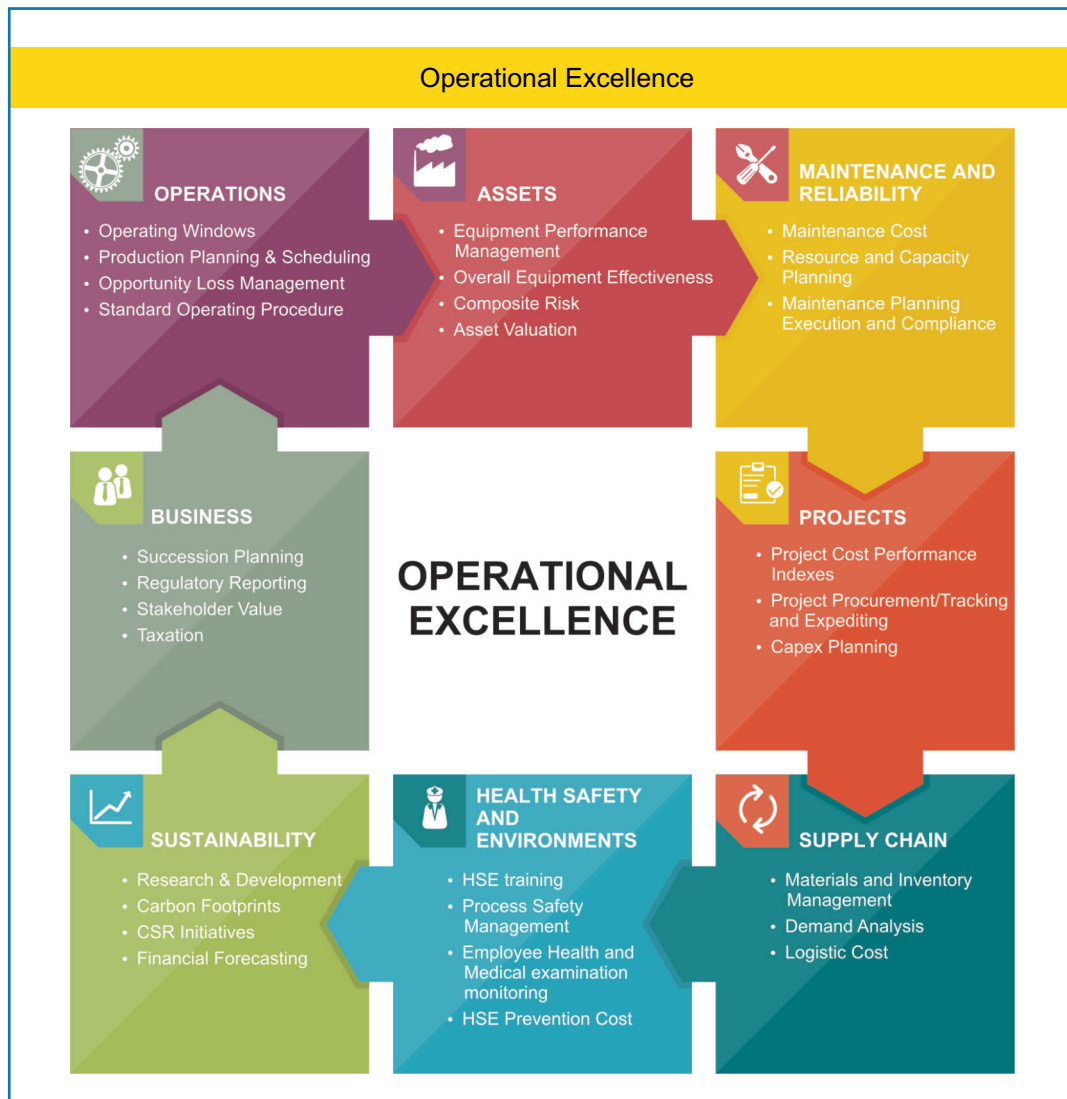 Operational Excellence
OPERATIONS
• Operating Windows
• Production Planning & Scheduling
• Opportunity Loss Management
• Standard Operating Procedure
ASSETS
• Equipment Performance
Management
• Overall Equipment Effectiveness
• Composite Risk
• Asset Valuation
MAINTENANCE AND
RELIABILITY
• Maintenance Cost
• Resource and Capacity
Planning
• Maintenance Planning
Execution and Compliance
BUSINESS
• Succession Planning
• Regulatory Reporting
• Stakeholder Value
• Taxation
OPERATIONAL
EXCELLENCE
PROJECTS
• Project Cost Performance
Indexes
• Project Procurement/Tracking
and Expediting
• Capex Planning
SUSTAINABILITY
• Research & Development
• Carbon Footprints
• CSR Initiatives
• Financial Forecasting
HEALTH SAFETY
AND
ENVIRONMENTS
• HSE training
• Process Safety
Management
• Employee Health and
Medical examination
monitoring
• HSE Prevention Cost
SUPPLY CHAIN
• Materials and Inventory
Management
• Demand Analysis
• Logistic Cost